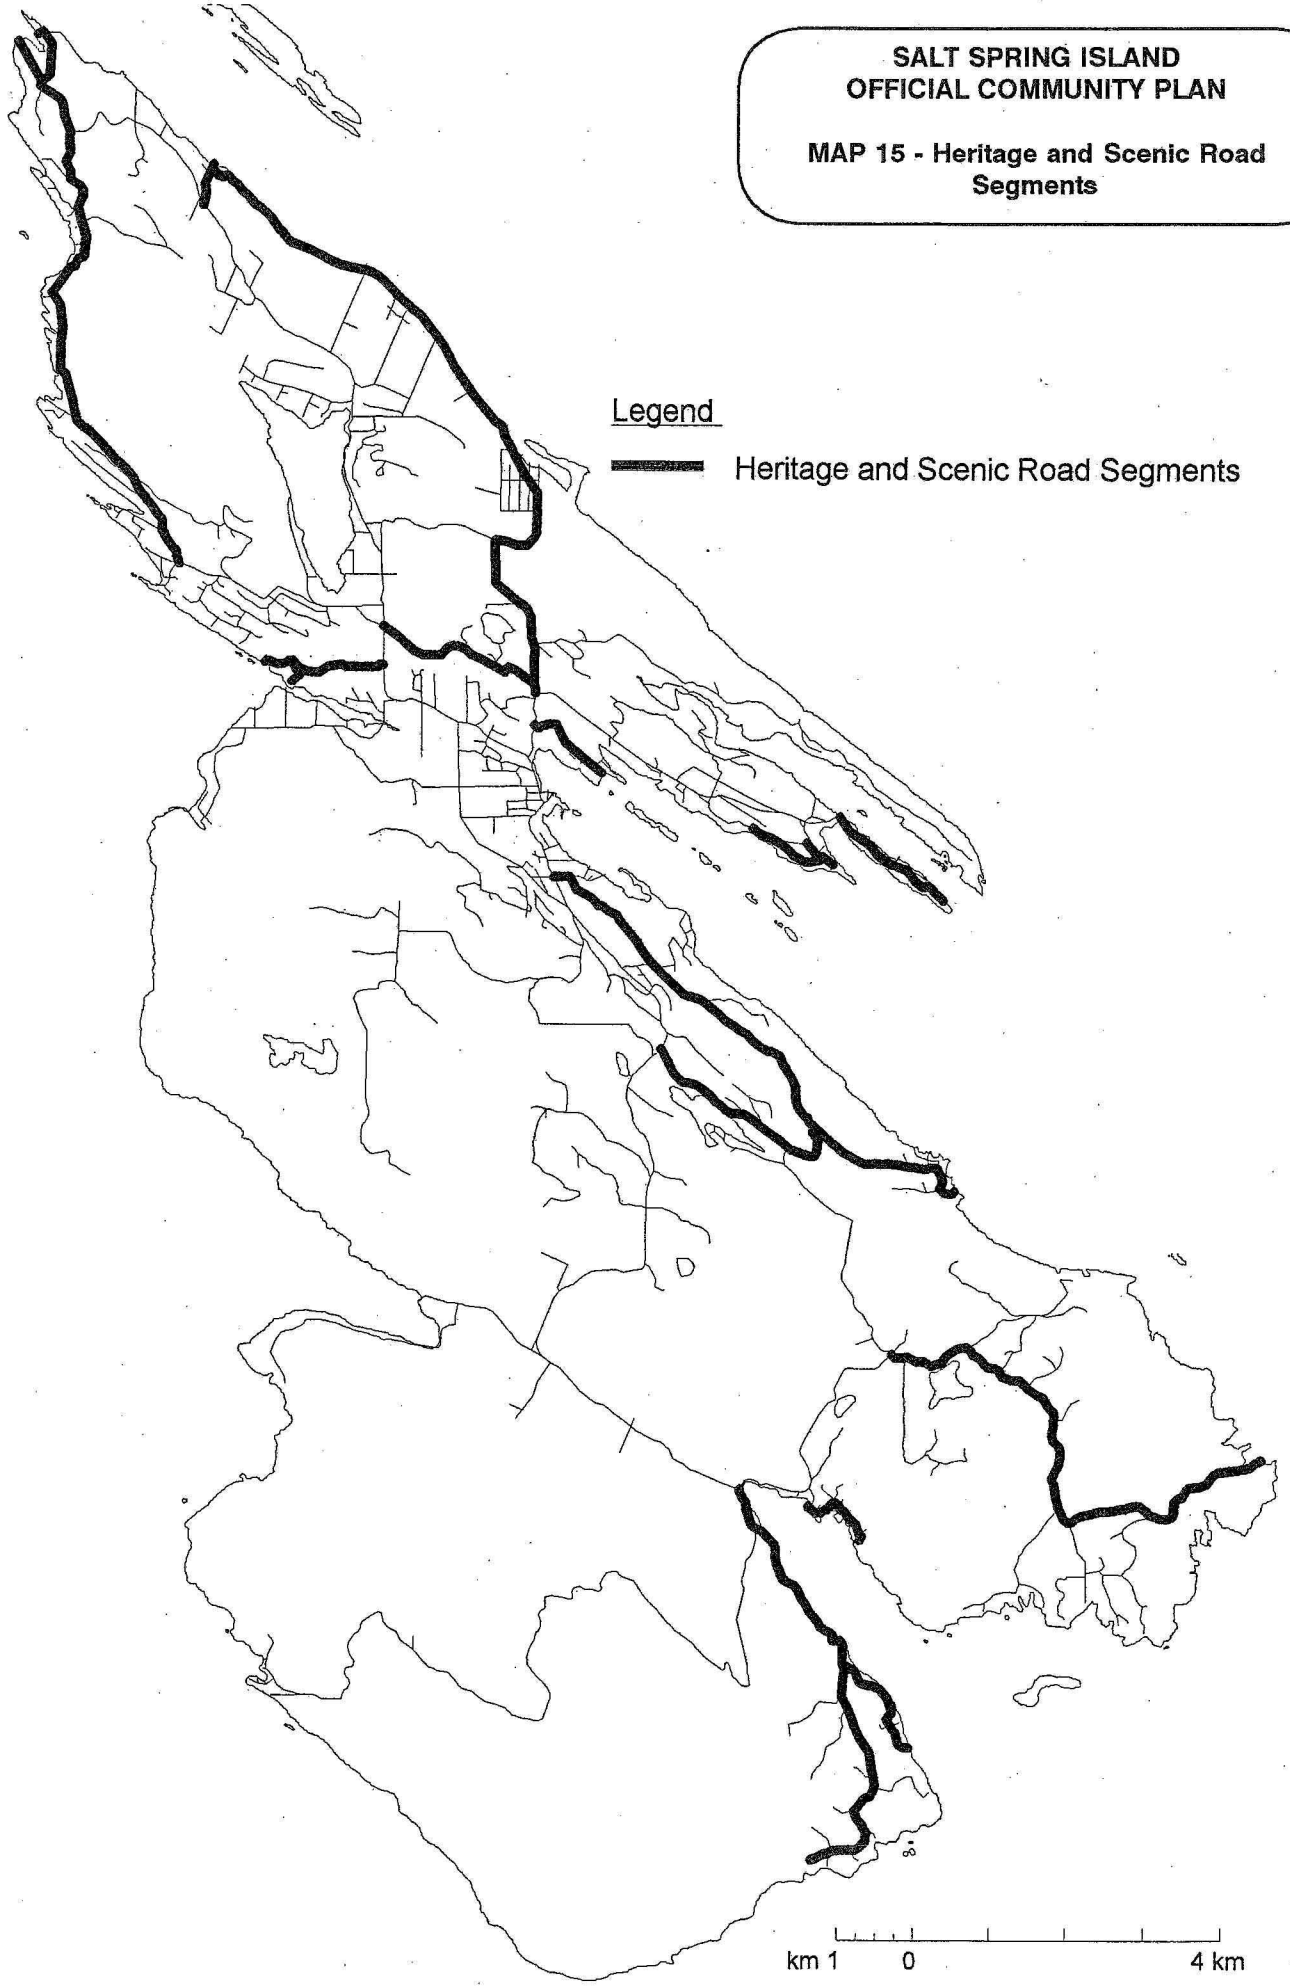 SALT SPRING ISLAND
OFFICIAL COMMUNITY PLAN
MAP 15 - Heritage and Scenic Road
Segments
Legend
Heritage and Scenic Road Segments
km 1 0 4 km